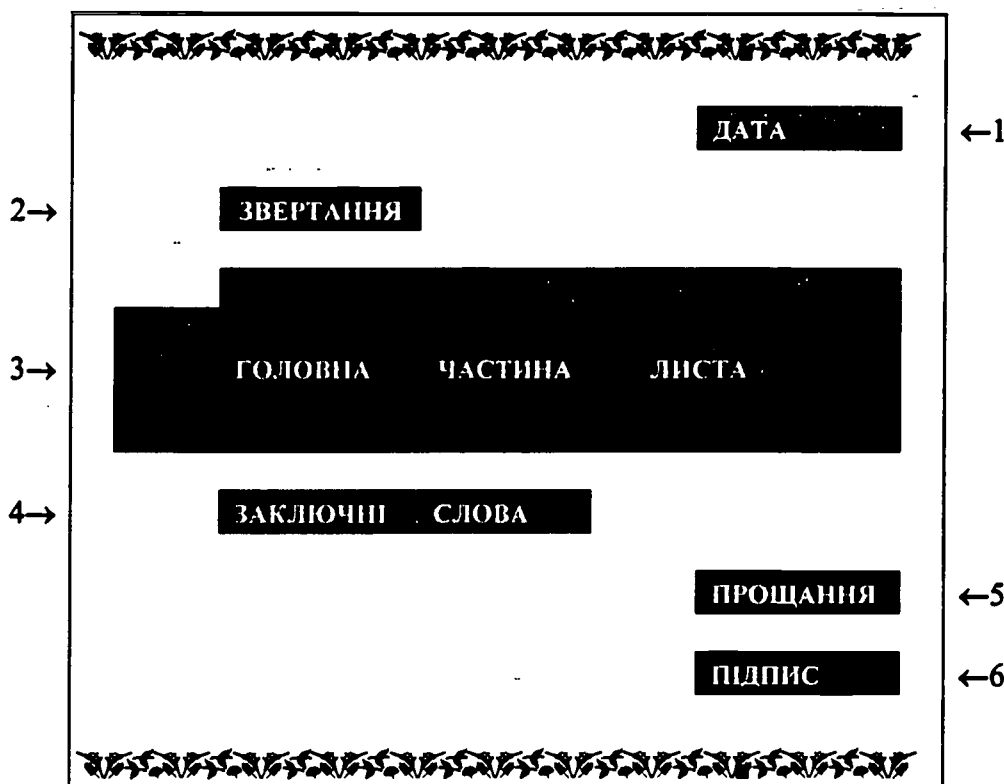 ДАТА ←1
2→ ЗВЕРТАННЯ
3→ ГОЛОВНА ЧАСТИНА ЛИСТА
4→ ЗАКЛЮЧНІ СЛОВА
ПРОЩАННЯ ←5
ПІДПИС ←6